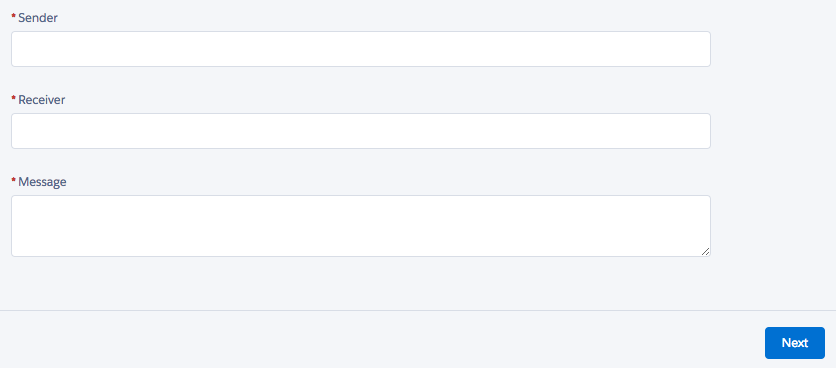 * Sender
* Receiver
* Message
Next